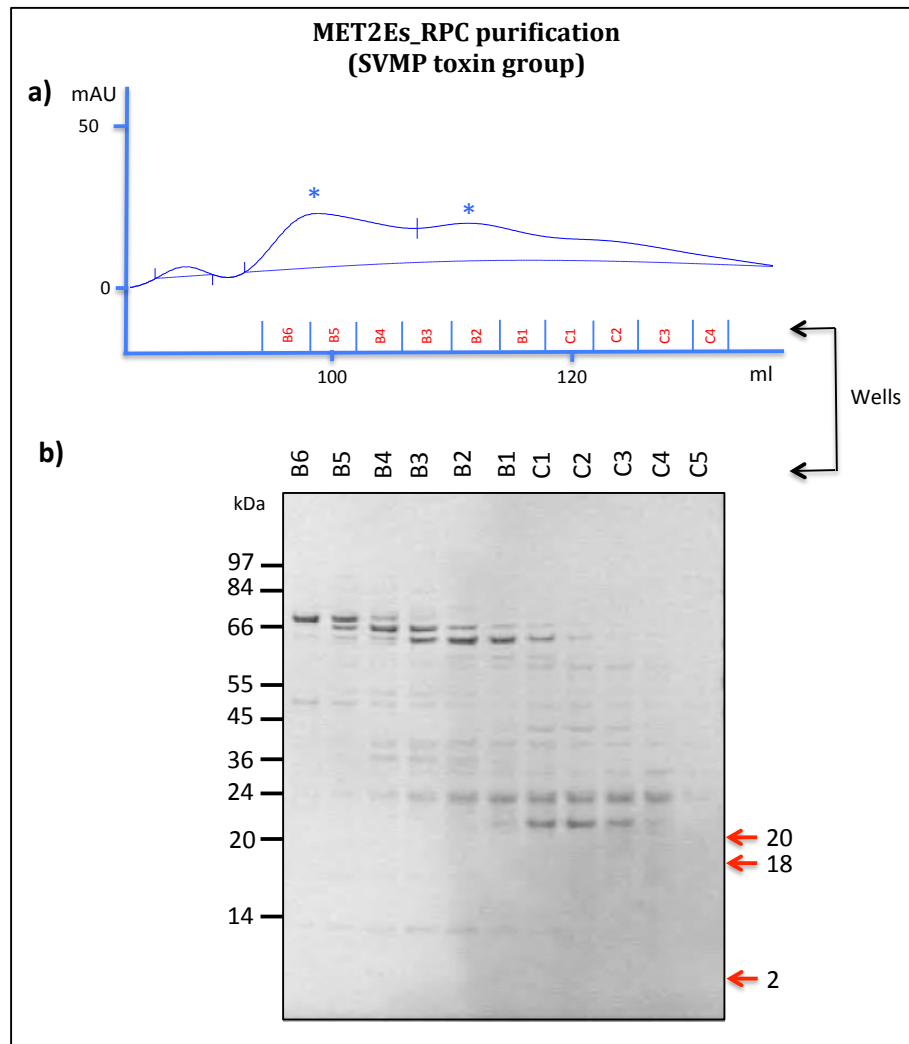 MET2Es_RPC purification
(SVMP toxin group)
a)
mAU
50
*
*
0
B6 B5 B4 B3 B2 B1 C1 C2 C3 C4
100 120 ml
Wells
b)
B6 B5 B4 B3 B2 B1 C1 C2 C3 C4 C5
kDa
97
84
66
55
45
36
24
20
14
20
18
2